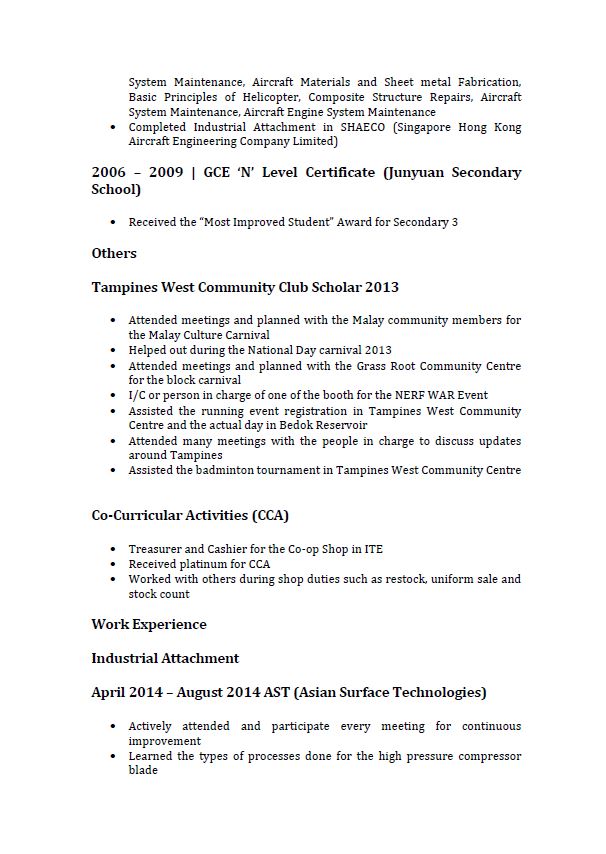 System Maintenance, Aircraft Materials and Sheet metal Fabrication,
Basic Principles of Helicopter, Composite Structure Repairs, Aircraft
System Maintenance, Aircraft Engine System Maintenance
• Completed Industrial Attachment in SHAECO (Singapore Hong Kong
Aircraft Engineering Company Limited)
2006 – 2009 | GCE ‘N’ Level Certificate (Junyuan Secondary
School)
• Received the “Most Improved Student” Award for Secondary 3
Others
Tampines West Community Club Scholar 2013
• Attended meetings and planned with the Malay community members for
the Malay Culture Carnival
• Helped out during the National Day carnival 2013
• Attended meetings and planned with the Grass Root Community Centre
for the block carnival
• I/C or person in charge of one of the booth for the NERF WAR Event
• Assisted the running event registration in Tampines West Community
Centre and the actual day in Bedok Reservoir
• Attended many meetings with the people in charge to discuss updates
around Tampines
• Assisted the badminton tournament in Tampines West Community Centre
Co-Curricular Activities (CCA)
• Treasurer and Cashier for the Co-op Shop in ITE
• Received platinum for CCA
• Worked with others during shop duties such as restock, uniform sale and
stock count
Work Experience
Industrial Attachment
April 2014 – August 2014 AST (Asian Surface Technologies)
• Actively attended and participate every meeting for continuous
improvement
• Learned the types of processes done for the high pressure compressor
blade